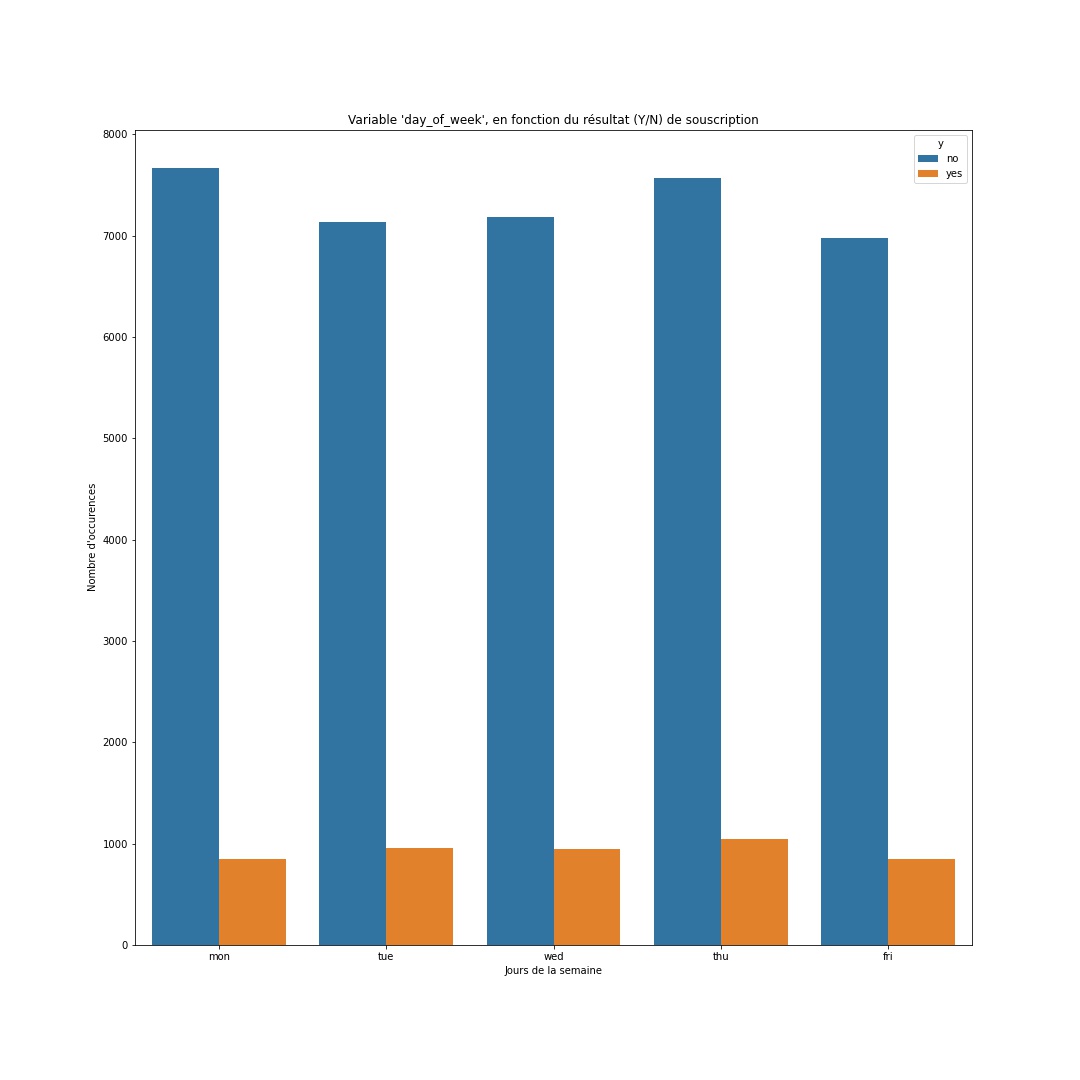 Variable 'day_of_week', en fonction du résultat (Y/N) de souscription
8000
7000
6000
5000
4000
3000
2000
1000
0
Nombre d'occurences
y
no
yes
mon tue wed thu fri
Jours de la semaine